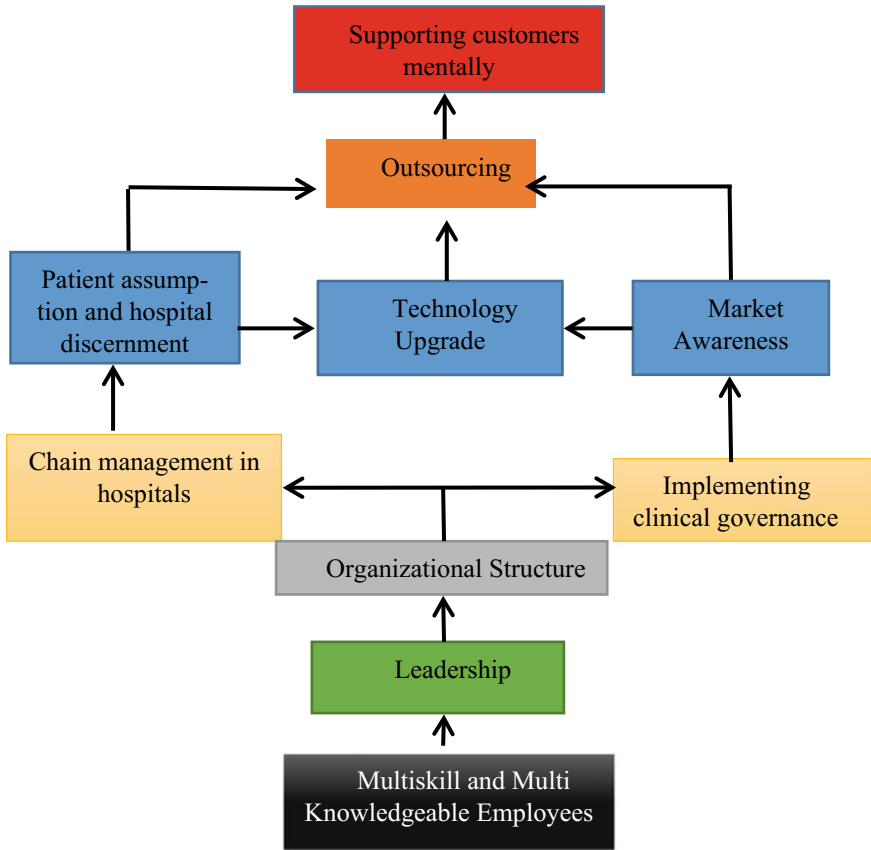 Supporting customers
mentally
Outsourcing
Patient assump-
tion and hospital
discernment
Technology
Upgrade
Market
Awareness
Chain management in
hospitals
Implementing
clinical governance
Organizational Structure
Leadership
Multiskill and Multi
Knowledgeable Employees